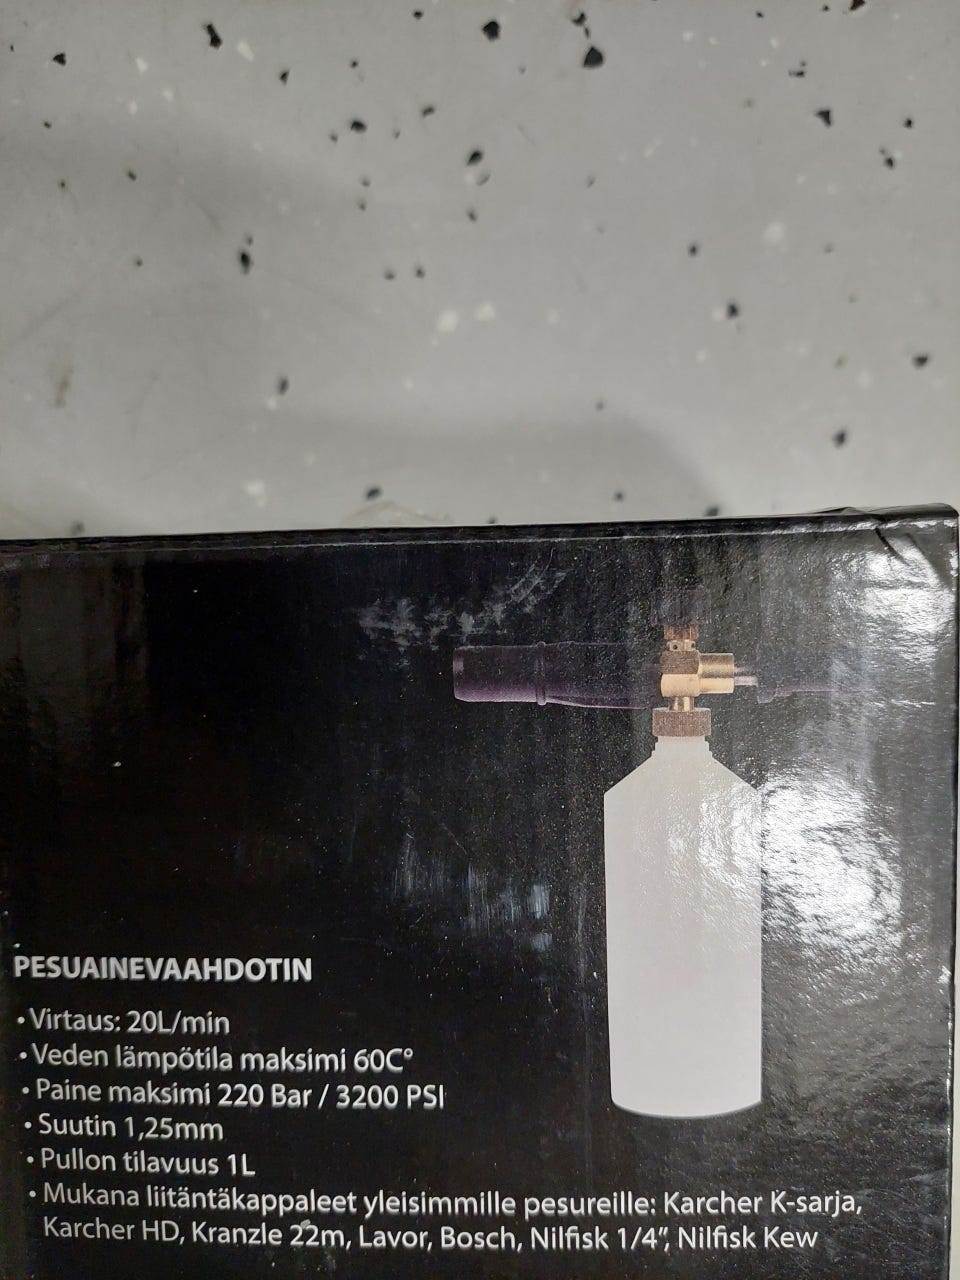 PESUAINEVAAHDOTIN
• Virtaus: 20L/min
• Veden lämpötila maksimi 60C°
• Paine maksimi 220 Bar / 3200 PSI
• Suutin 1,25mm
• Pullon tilavuus 1L
• Mukana liitäntäkappaleet yleisimmille pesureille: Karcher K-sarja,
Karcher HD, Kranzle 22m, Lavor, Bosch, Nilfisk 1/4”, Nilfisk Kew